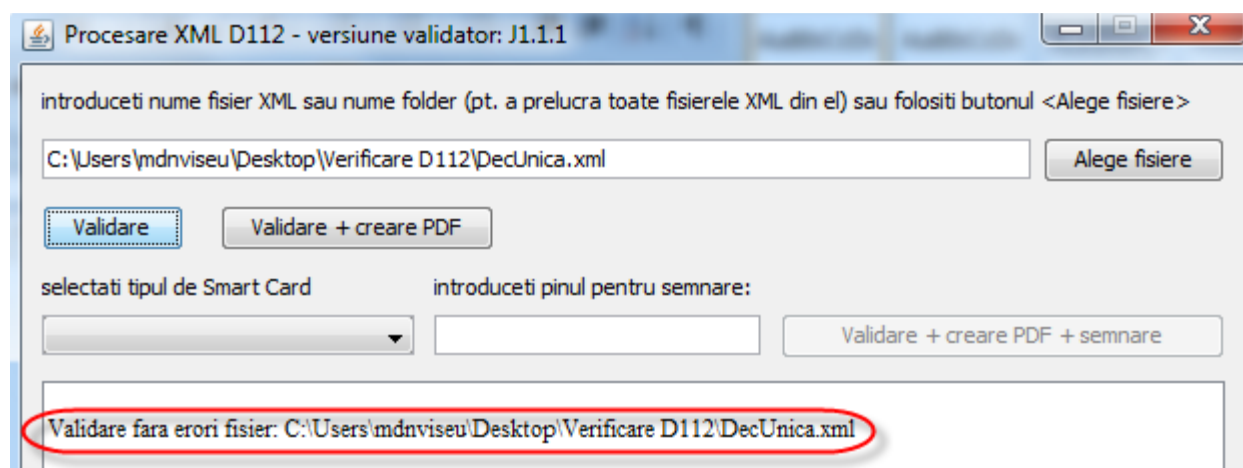 Procesare XML D112 - versiune validator: J1.1.1
introduceti nume fisier XML sau nume folder (pt. a prelucra toate fisierele XML din el) sau folositi butonul <Alege fisiere>
C:\Users\mdnviseu\Desktop\Verificare D112\DecUnica.xml
Alege fisiere
Validare
Validare + creare PDF
selectati tipul de Smart Card
introduceti pinul pentru semnare:
Validare + creare PDF + semnare
Validare fara erori fisier: C:\Users\mdnviseu\Desktop\Verificare D112\DecUnica.xml